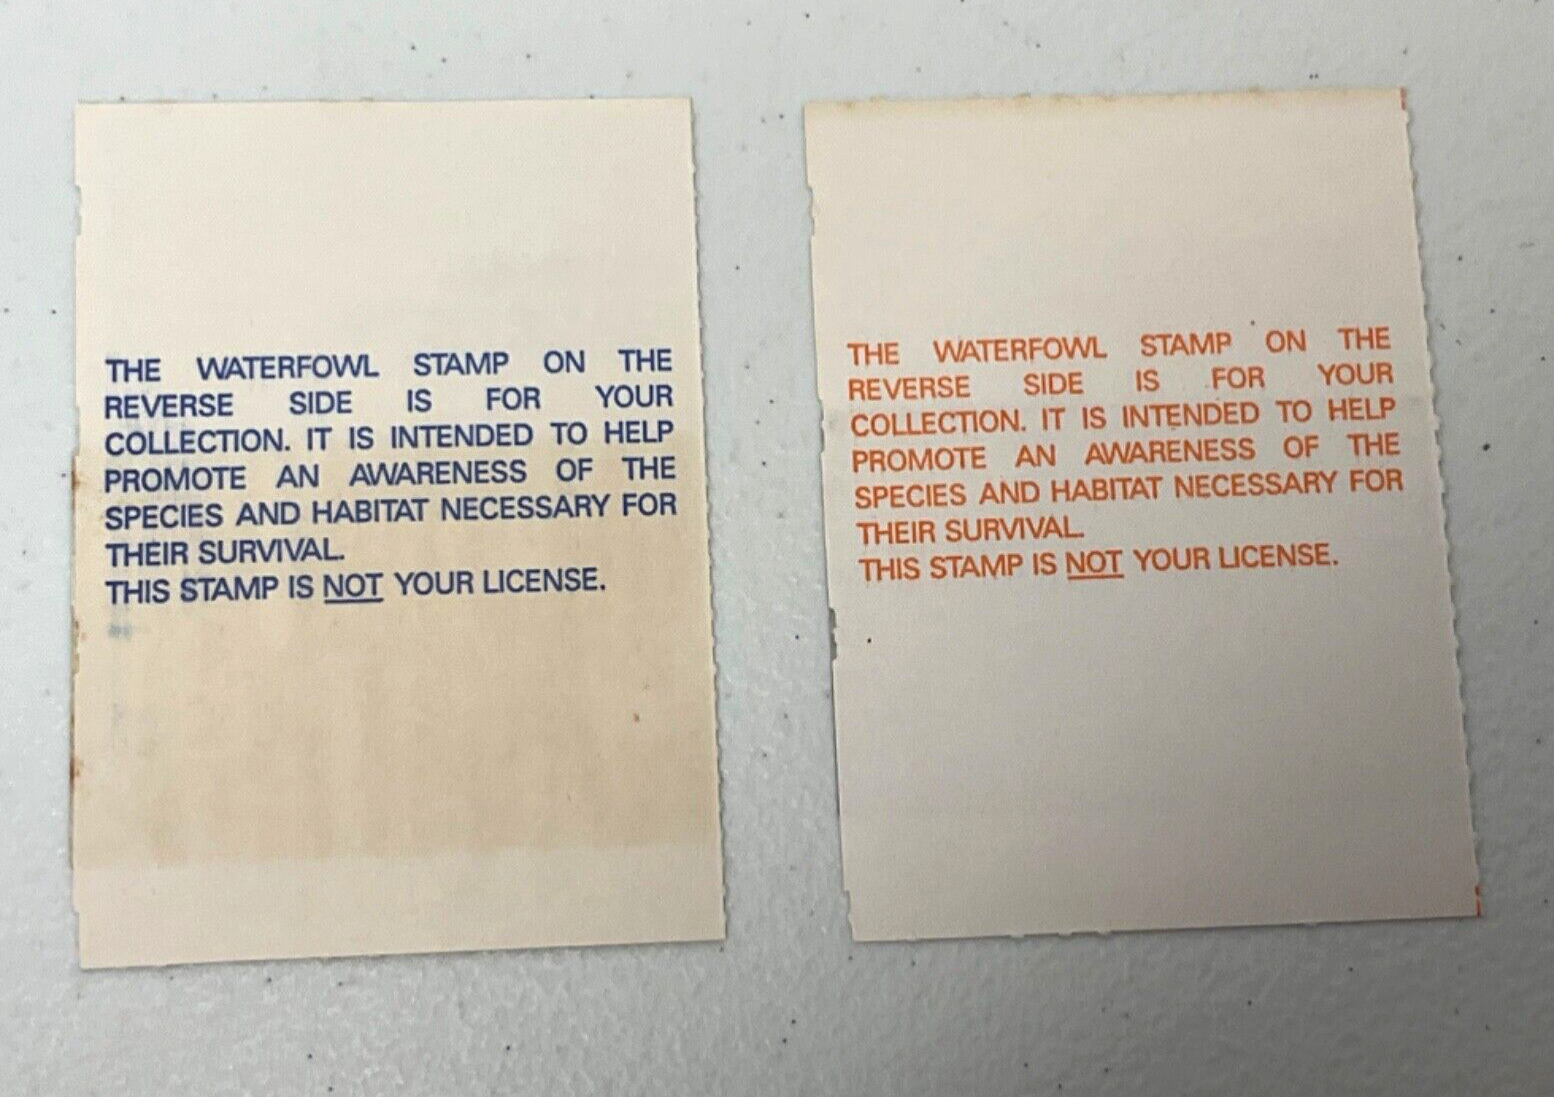 THE WATERFOWL STAMP ON THE
REVERSE SIDE IS FOR YOUR
COLLECTION. IT IS INTENDED TO HELP
PROMOTE AN AWARENESS OF THE
SPECIES AND HABITAT NECESSARY FOR
THEIR SURVIVAL.
THIS STAMP IS NOT YOUR LICENSE.
THE WATERFOWL STAMP ON THE
REVERSE SIDE IS FOR YOUR
COLLECTION. IT IS INTENDED TO HELP
PROMOTE AN AWARENESS OF THE
SPECIES AND HABITAT NECESSARY FOR
THEIR SURVIVAL.
THIS STAMP IS NOT YOUR LICENSE.